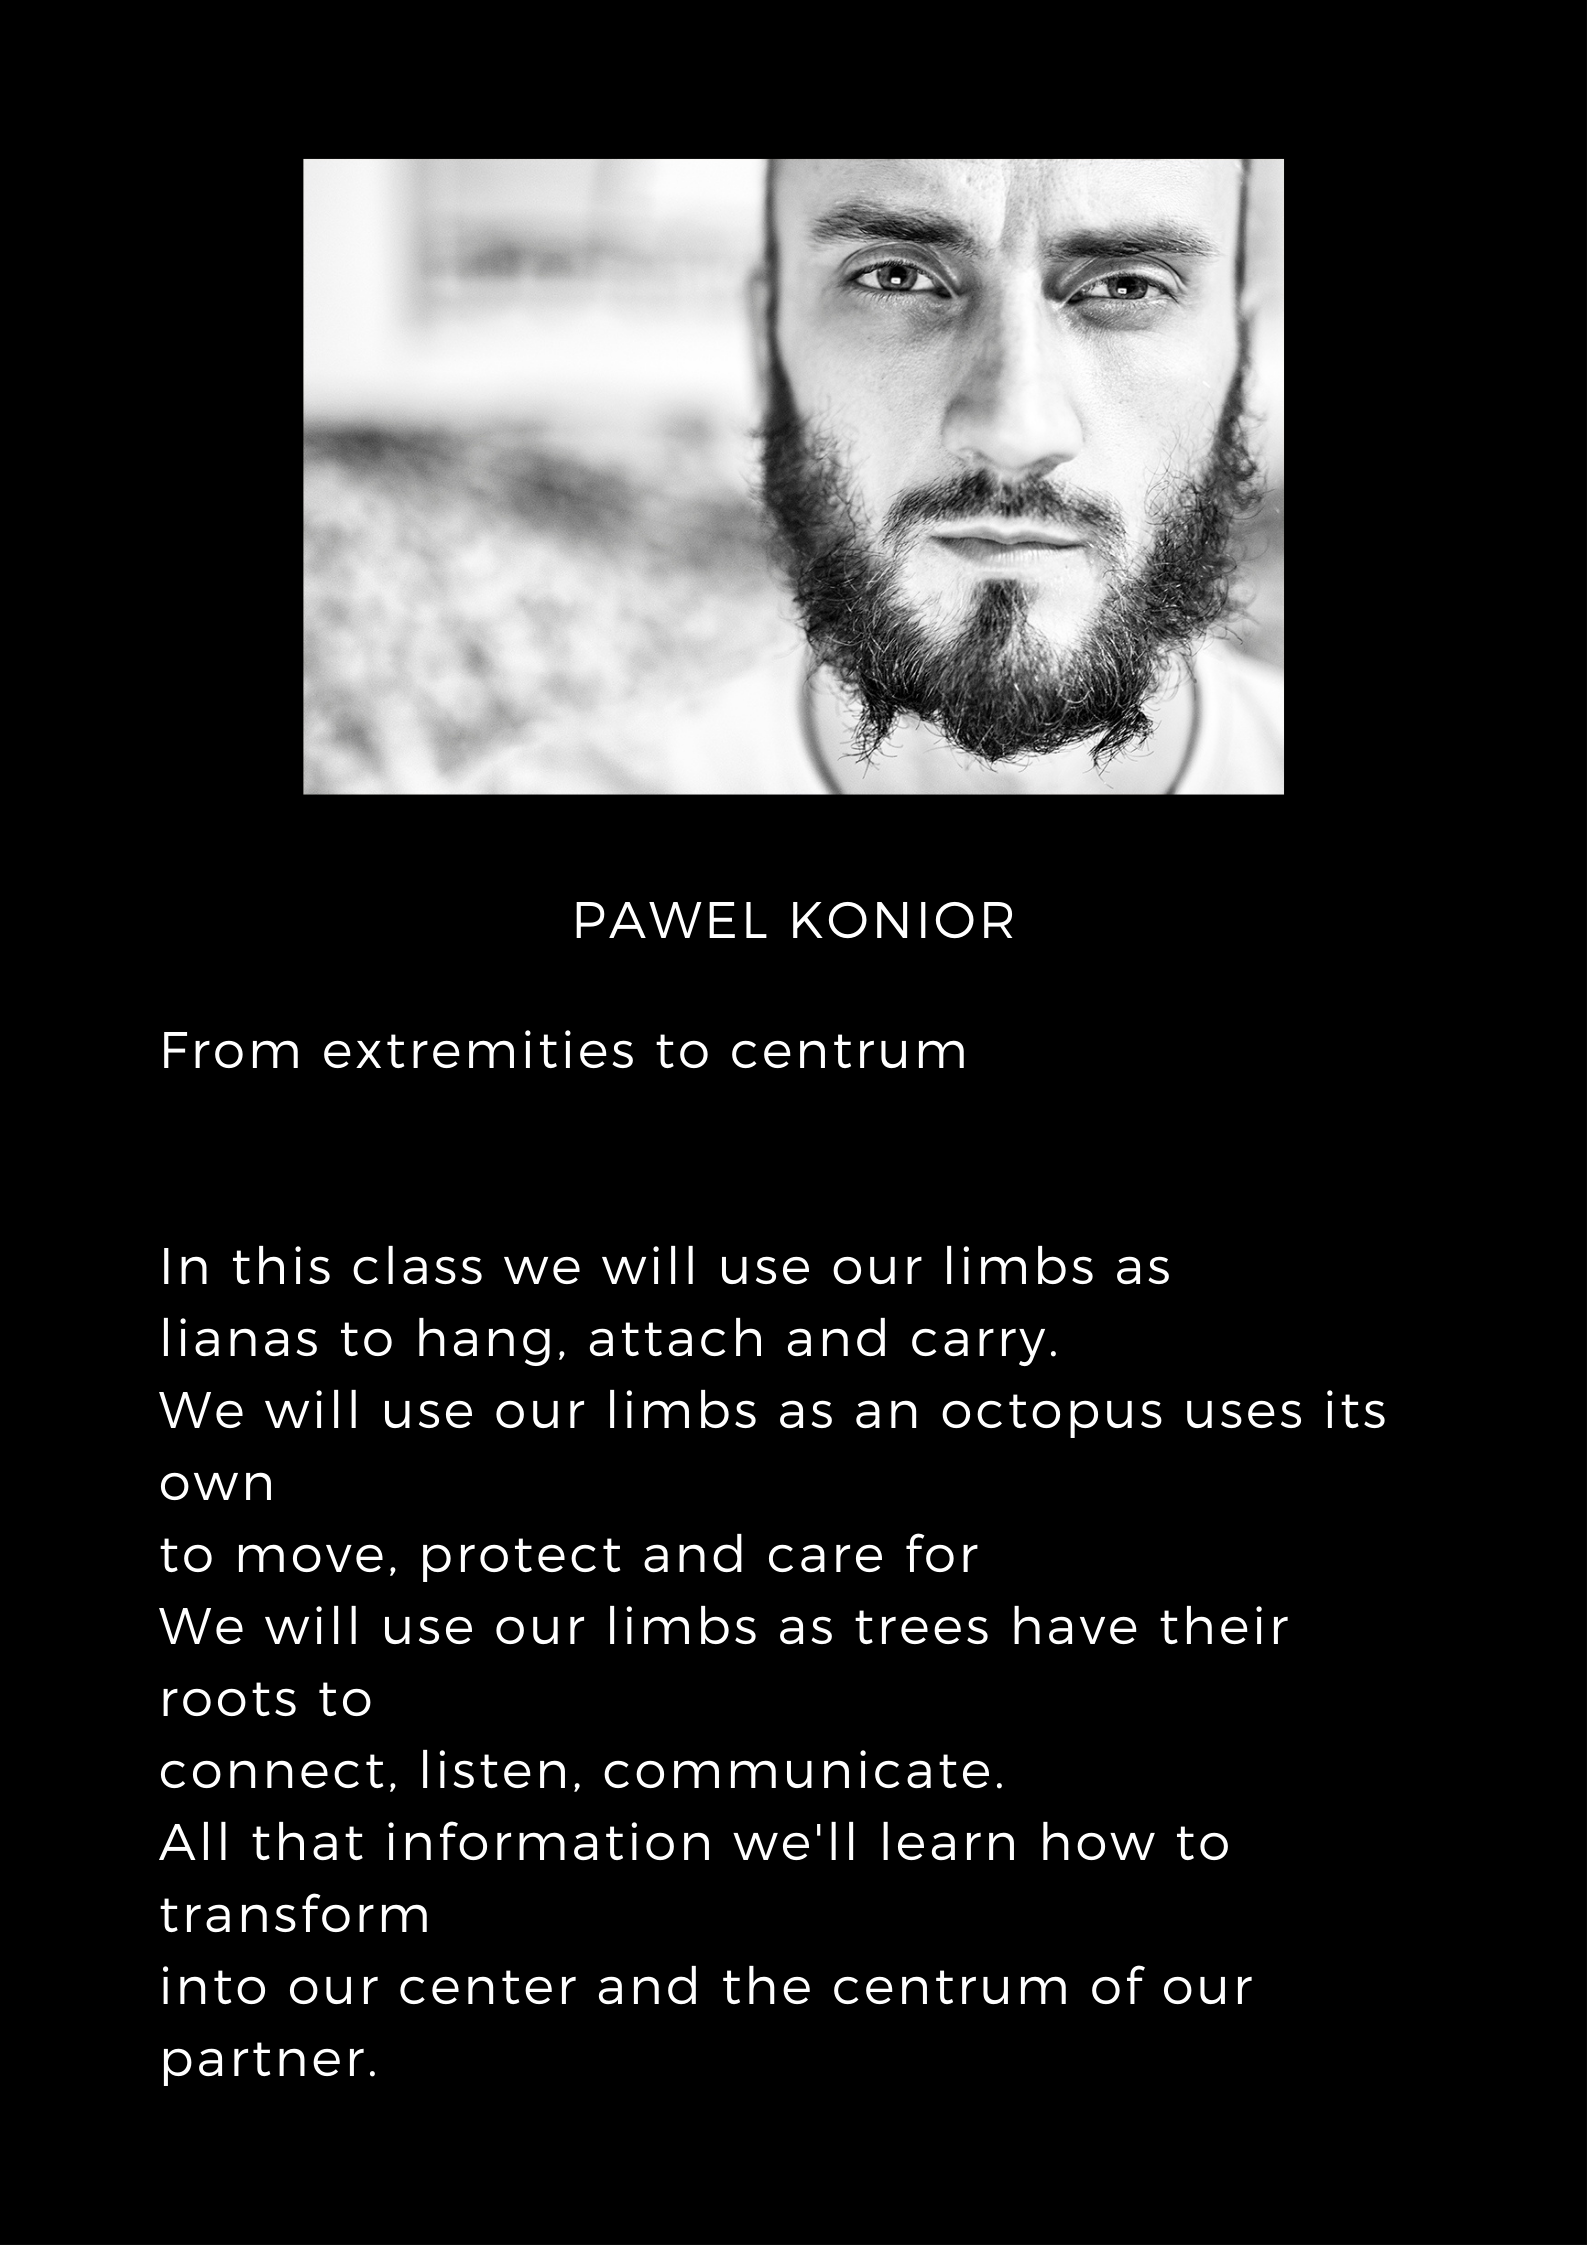 PAWEL KONIOR
From extremities to centrum
In this class we will use our limbs as
lianas to hang, attach and carry.
We will use our limbs as an octopus uses its
own
to move, protect and care for
We will use our limbs as trees have their
roots to
connect, listen, communicate.
All that information we'll learn how to
transform
into our center and the centrum of our
partner.